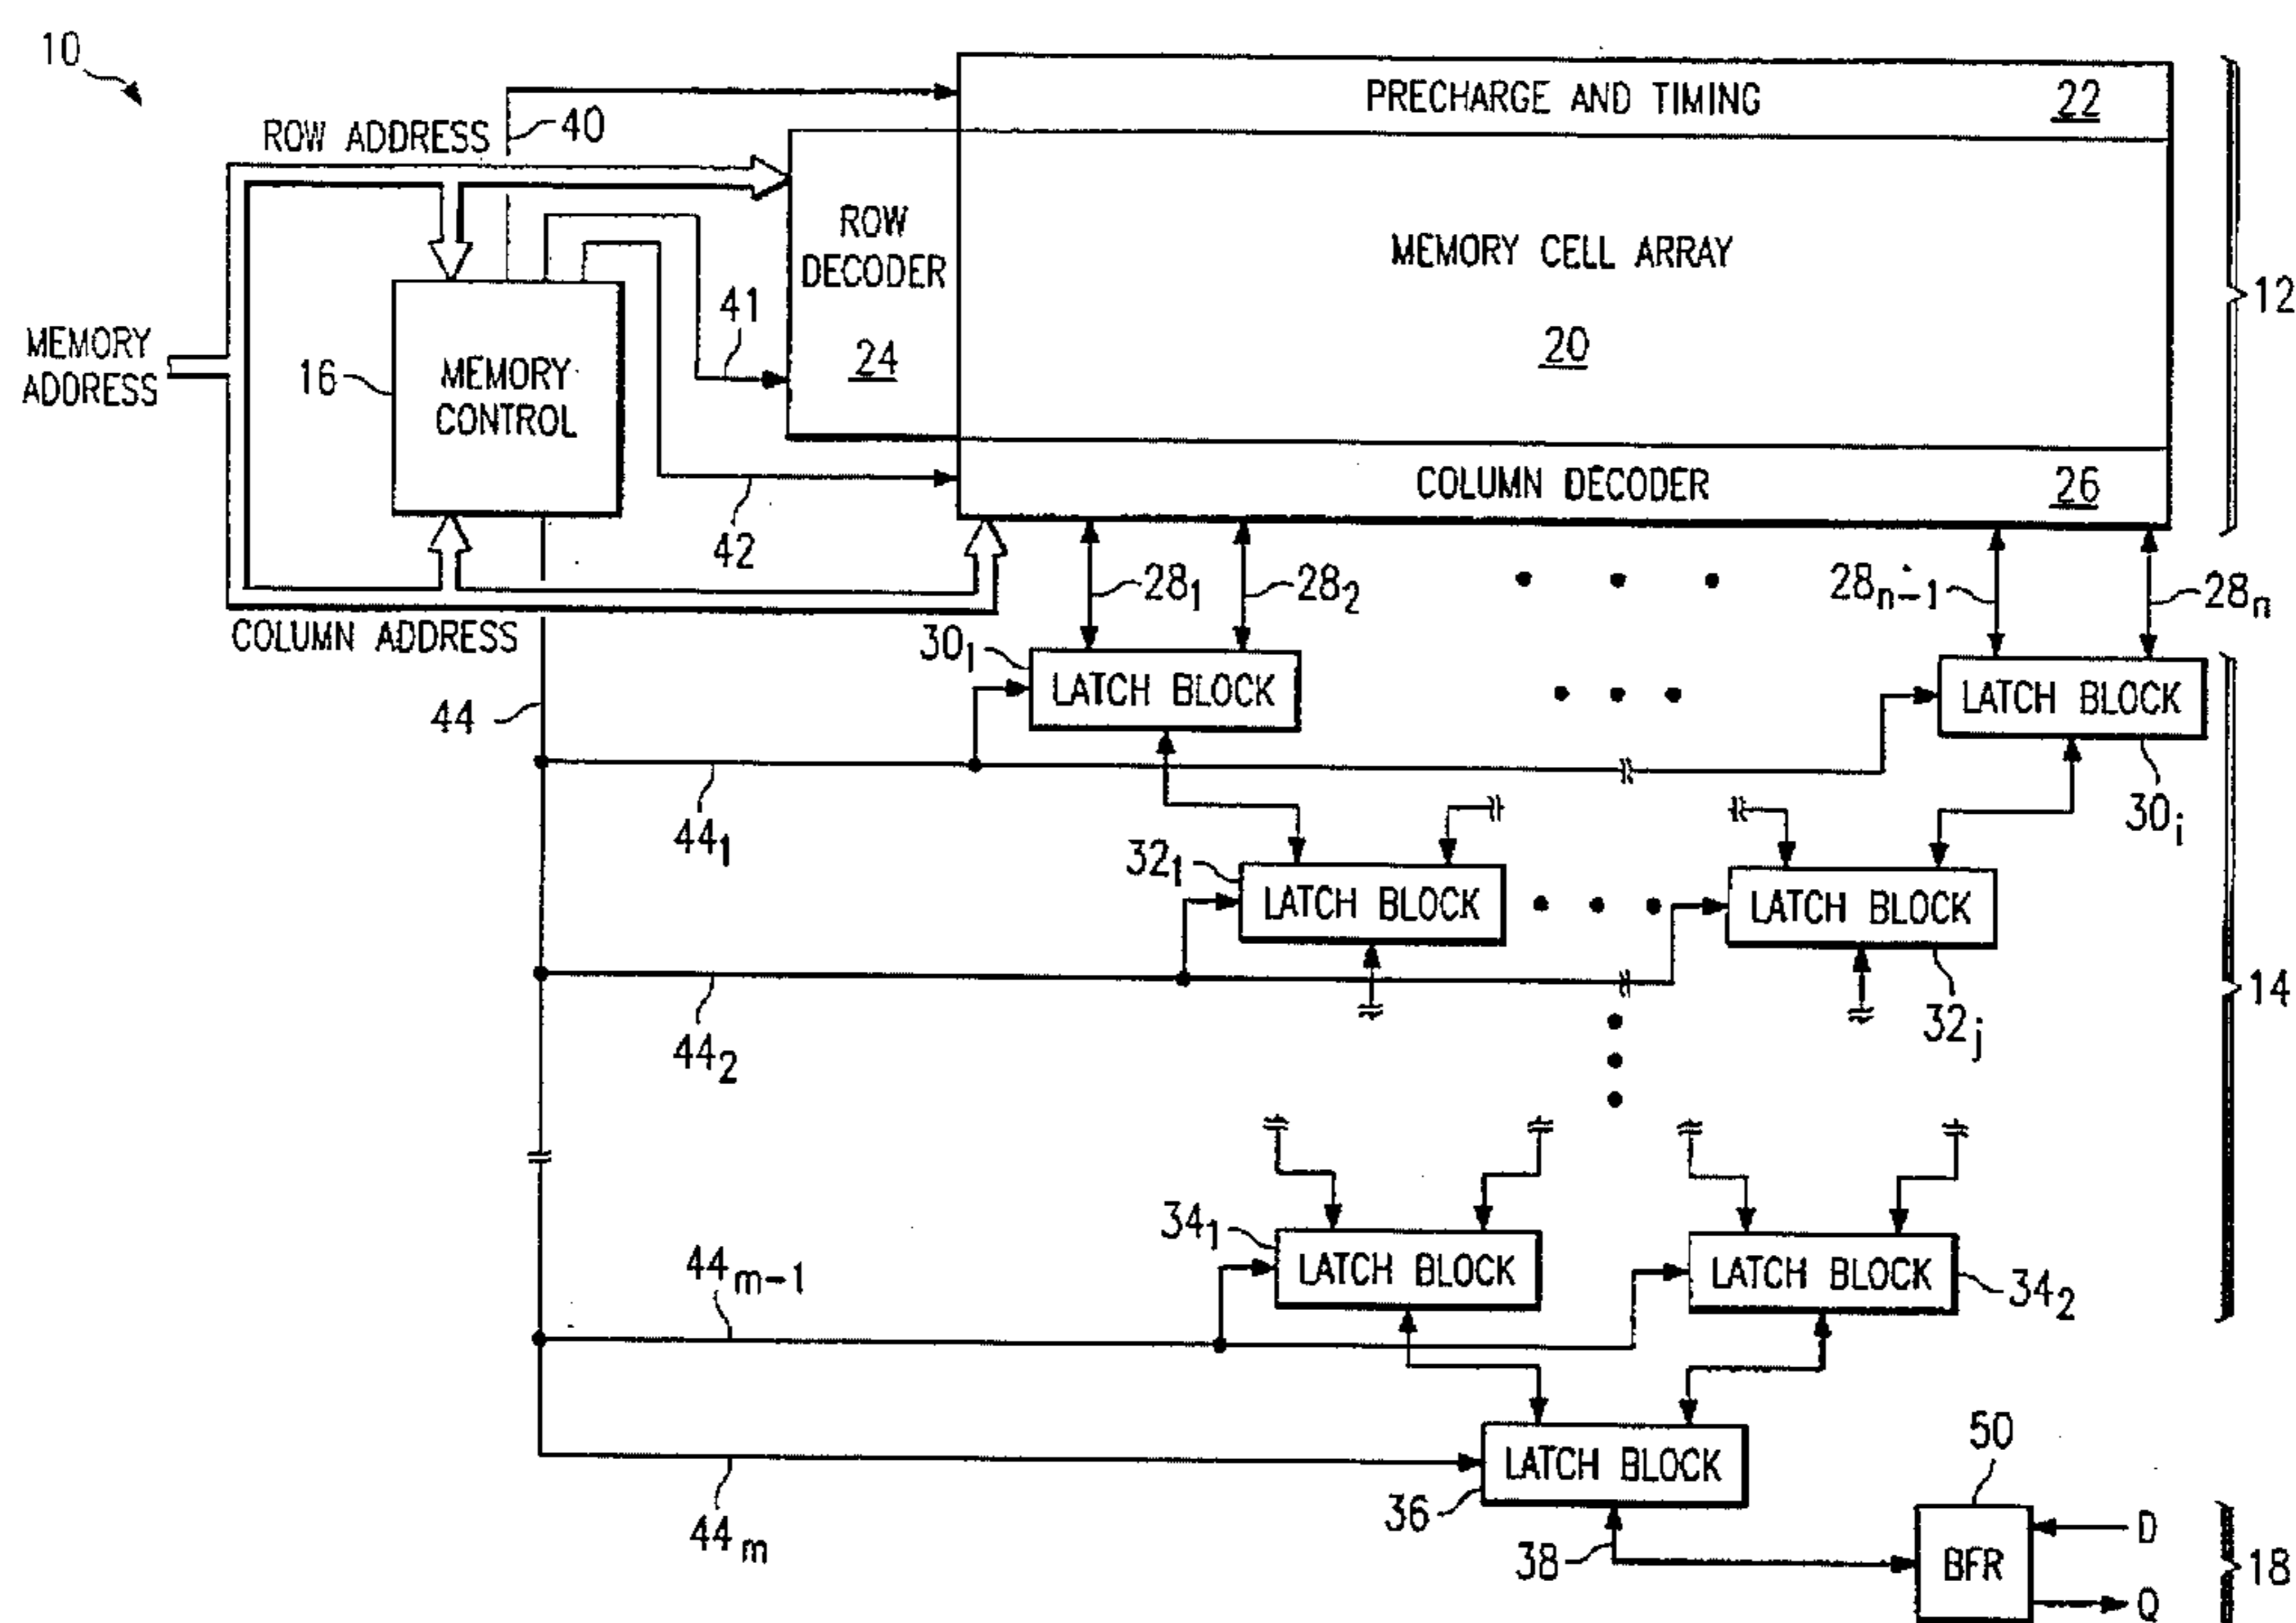 10
ROW ADDRESS
40
PRECHARGE AND TIMING 22
ROW
DECODER
24
MEMORY CELL ARRAY
20
12
MEMORY
ADDRESS
16
MEMORY
CONTROL
41
COLUMN DECODER 26
42
COLUMN ADDRESS
28₁
28₂
28ₙ₋₁
28ₙ
30₁
LATCH BLOCK
LATCH BLOCK
30ᵢ
44
44₁
32₁
LATCH BLOCK
LATCH BLOCK
32ⱼ
14
44₂
34₁
LATCH BLOCK
LATCH BLOCK
34₂
44ₘ₋₁
LATCH BLOCK
36
44ₘ
38
50
BFR
D
Q
18